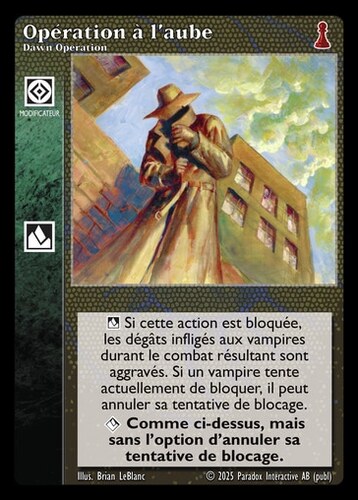 Operation à l'aube
Dawn Operation
MODIFICATEUR
Si cette action est bloquée,
les dégâts infligés aux vampires
durant le combat résultant sont
aggravés. Si un vampire tente
actuellement de bloquer, il peut
annuler sa tentative de blocage.
Comme ci-dessus, mais
sans l'option d'annuler sa
tentative de blocage.
Illus. Brian LeBlanc
© 2025 Paradox Interactive AB (publ)